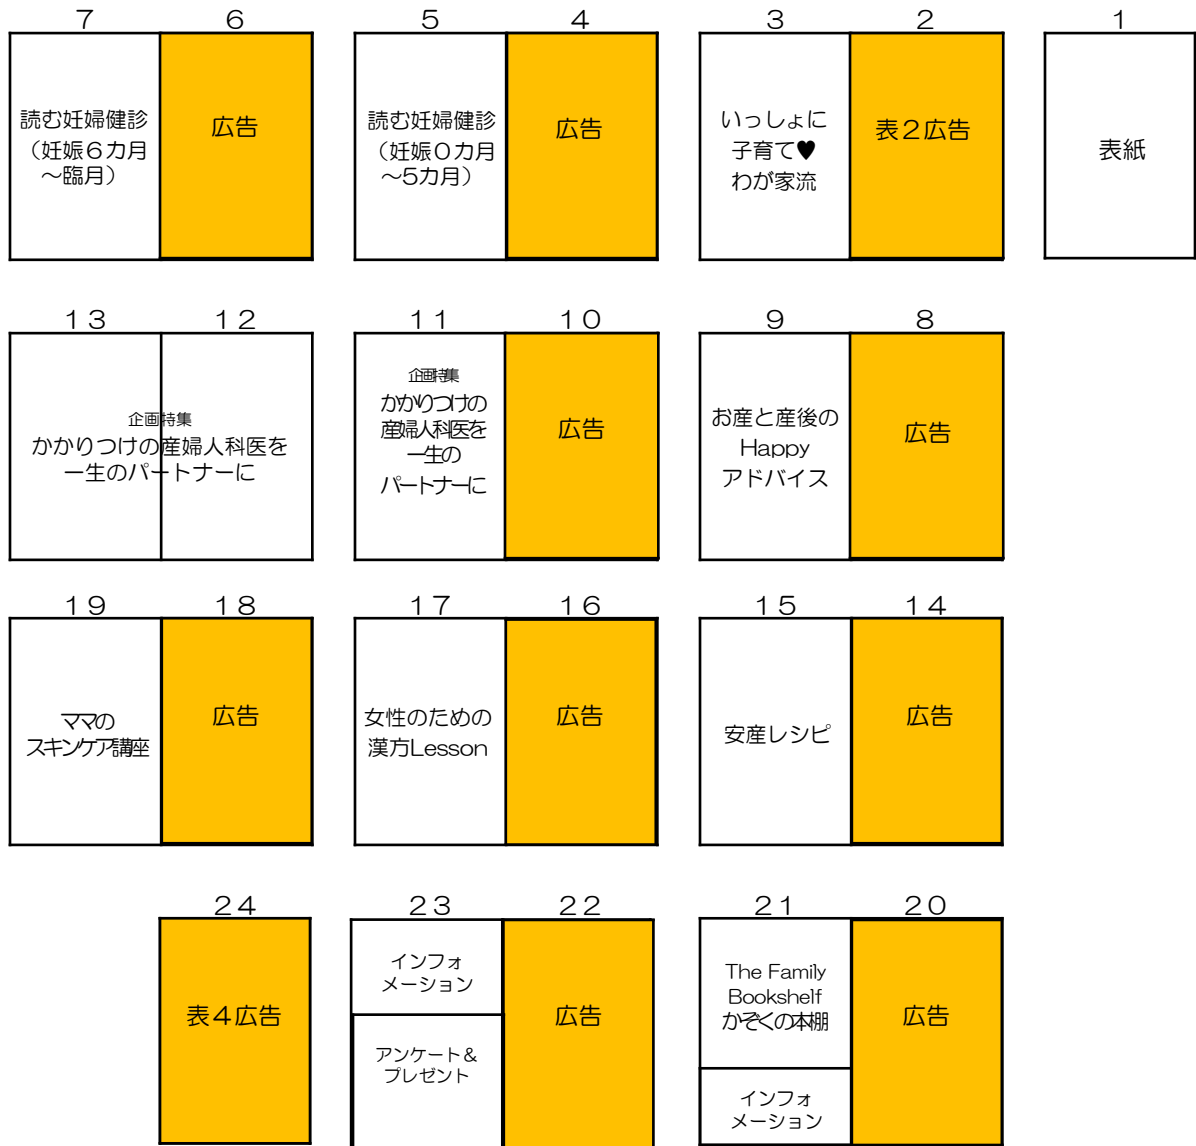 7
6
5
4
3
2
1
読む妊婦健診
（妊娠６カ月
～臨月）
広告
読む妊婦健診
（妊娠０カ月
～5カ月）
広告
いっしょに
子育て♥
わが家流
表２広告
表紙
13
12
11
10
9
8
企画特集
かかりつけの産婦人科医を
一生のパートナーに
企画特集
かかりつけの
産婦人科医を
一生の
パートナーに
広告
お産と産後の
Happy
アドバイス
広告
19
18
17
16
15
14
ママの
スキンケア講座
広告
女性のための
漢方Lesson
広告
安産レシピ
広告
24
23
22
21
20
表４広告
インフォ
メーション
アンケート＆
プレゼント
広告
The Family
Bookshelf
かぞくの本棚
インフォ
メーション
広告